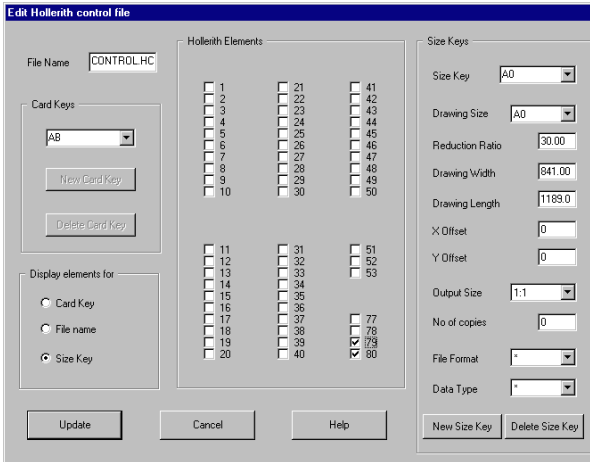 Edit Hollerith control file
File Name CONTROL.HC
Card Keys
AB
New Card Key
Delete Card Key
Display elements for
Card Key
File name
Size Key
Hollerith Elements
1 21 41
2 22 42
3 23 43
4 24 44
5 25 45
6 26 46
7 27 47
8 28 48
9 29 49
10 30 50
11 31 51
12 32 52
13 33 53
14 34
15 35
16 36
17 37 77
18 38 78
19 39 79
20 40 80
Size Keys
Size Key A0
Drawing Size A0
Reduction Ratio 30.00
Drawing Width 841.00
Drawing Length 1189.0
X Offset 0
Y Offset 0
Output Size 1:1
No of copies 0
File Format *
Data Type *
New Size Key Delete Size Key
Update Cancel Help